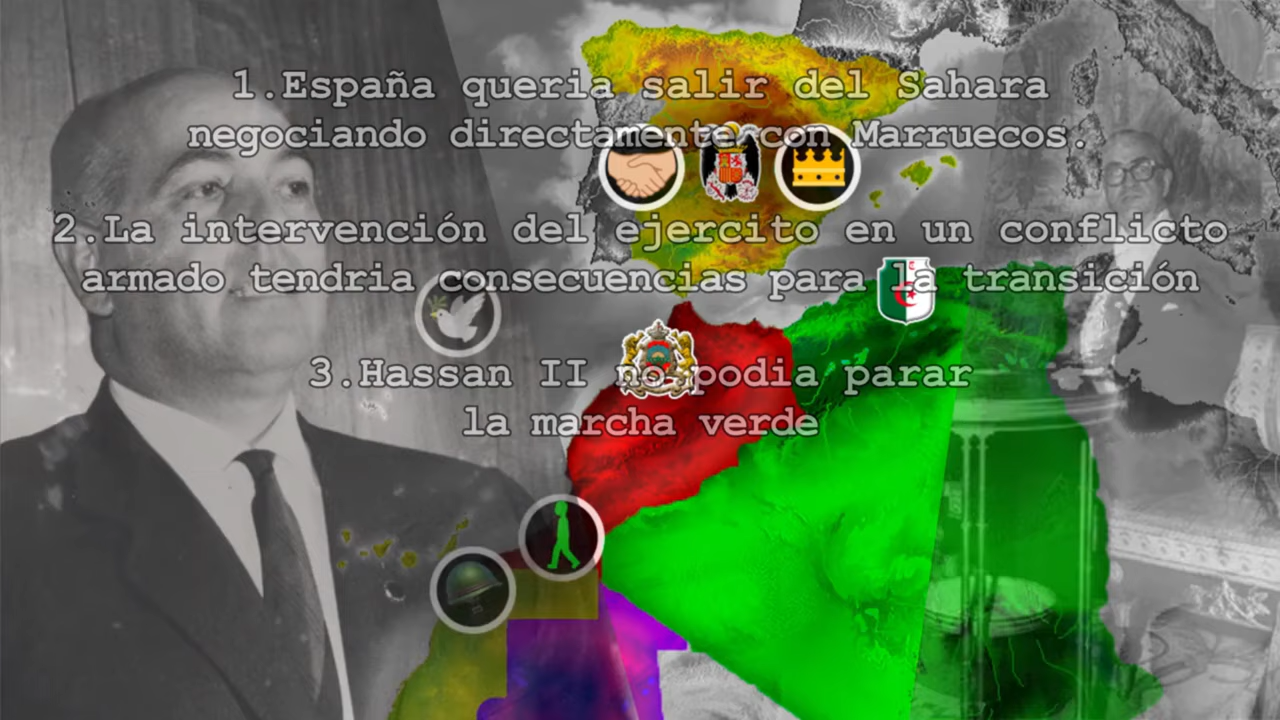 1.España queria salir del Sahara
negociando directamente con Marruecos.
2.La intervención del ejercito en un conflicto
armado tendria consecuencias para la transición
3.Hassan II no podia parar
la marcha verde